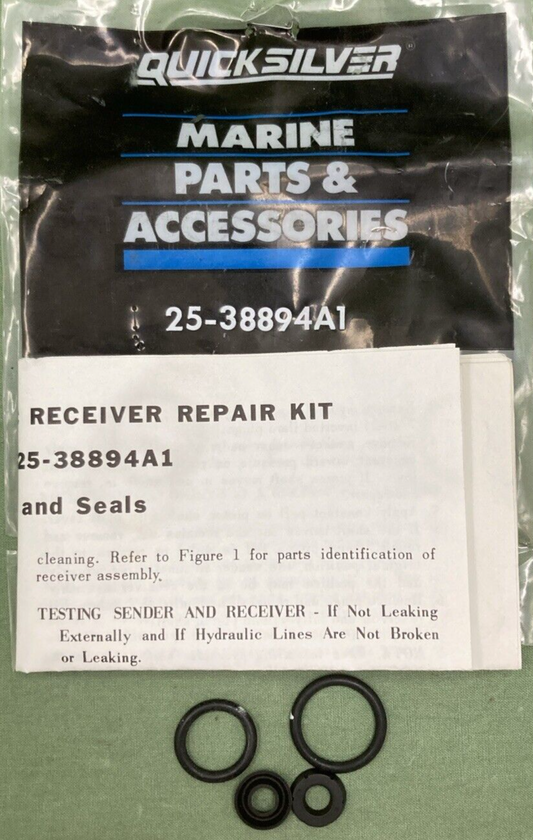 QUICKSILVER®
MARINE
PARTS &
ACCESSORIES
25-38894A1
RECEIVER REPAIR KIT
25-38894A1
and Seals
cleaning. Refer to Figure 1 for parts identification of
receiver assembly.
TESTING SENDER AND RECEIVER - If Not Leaking
Externally and If Hydraulic Lines Are Not Broken
or Leaking.